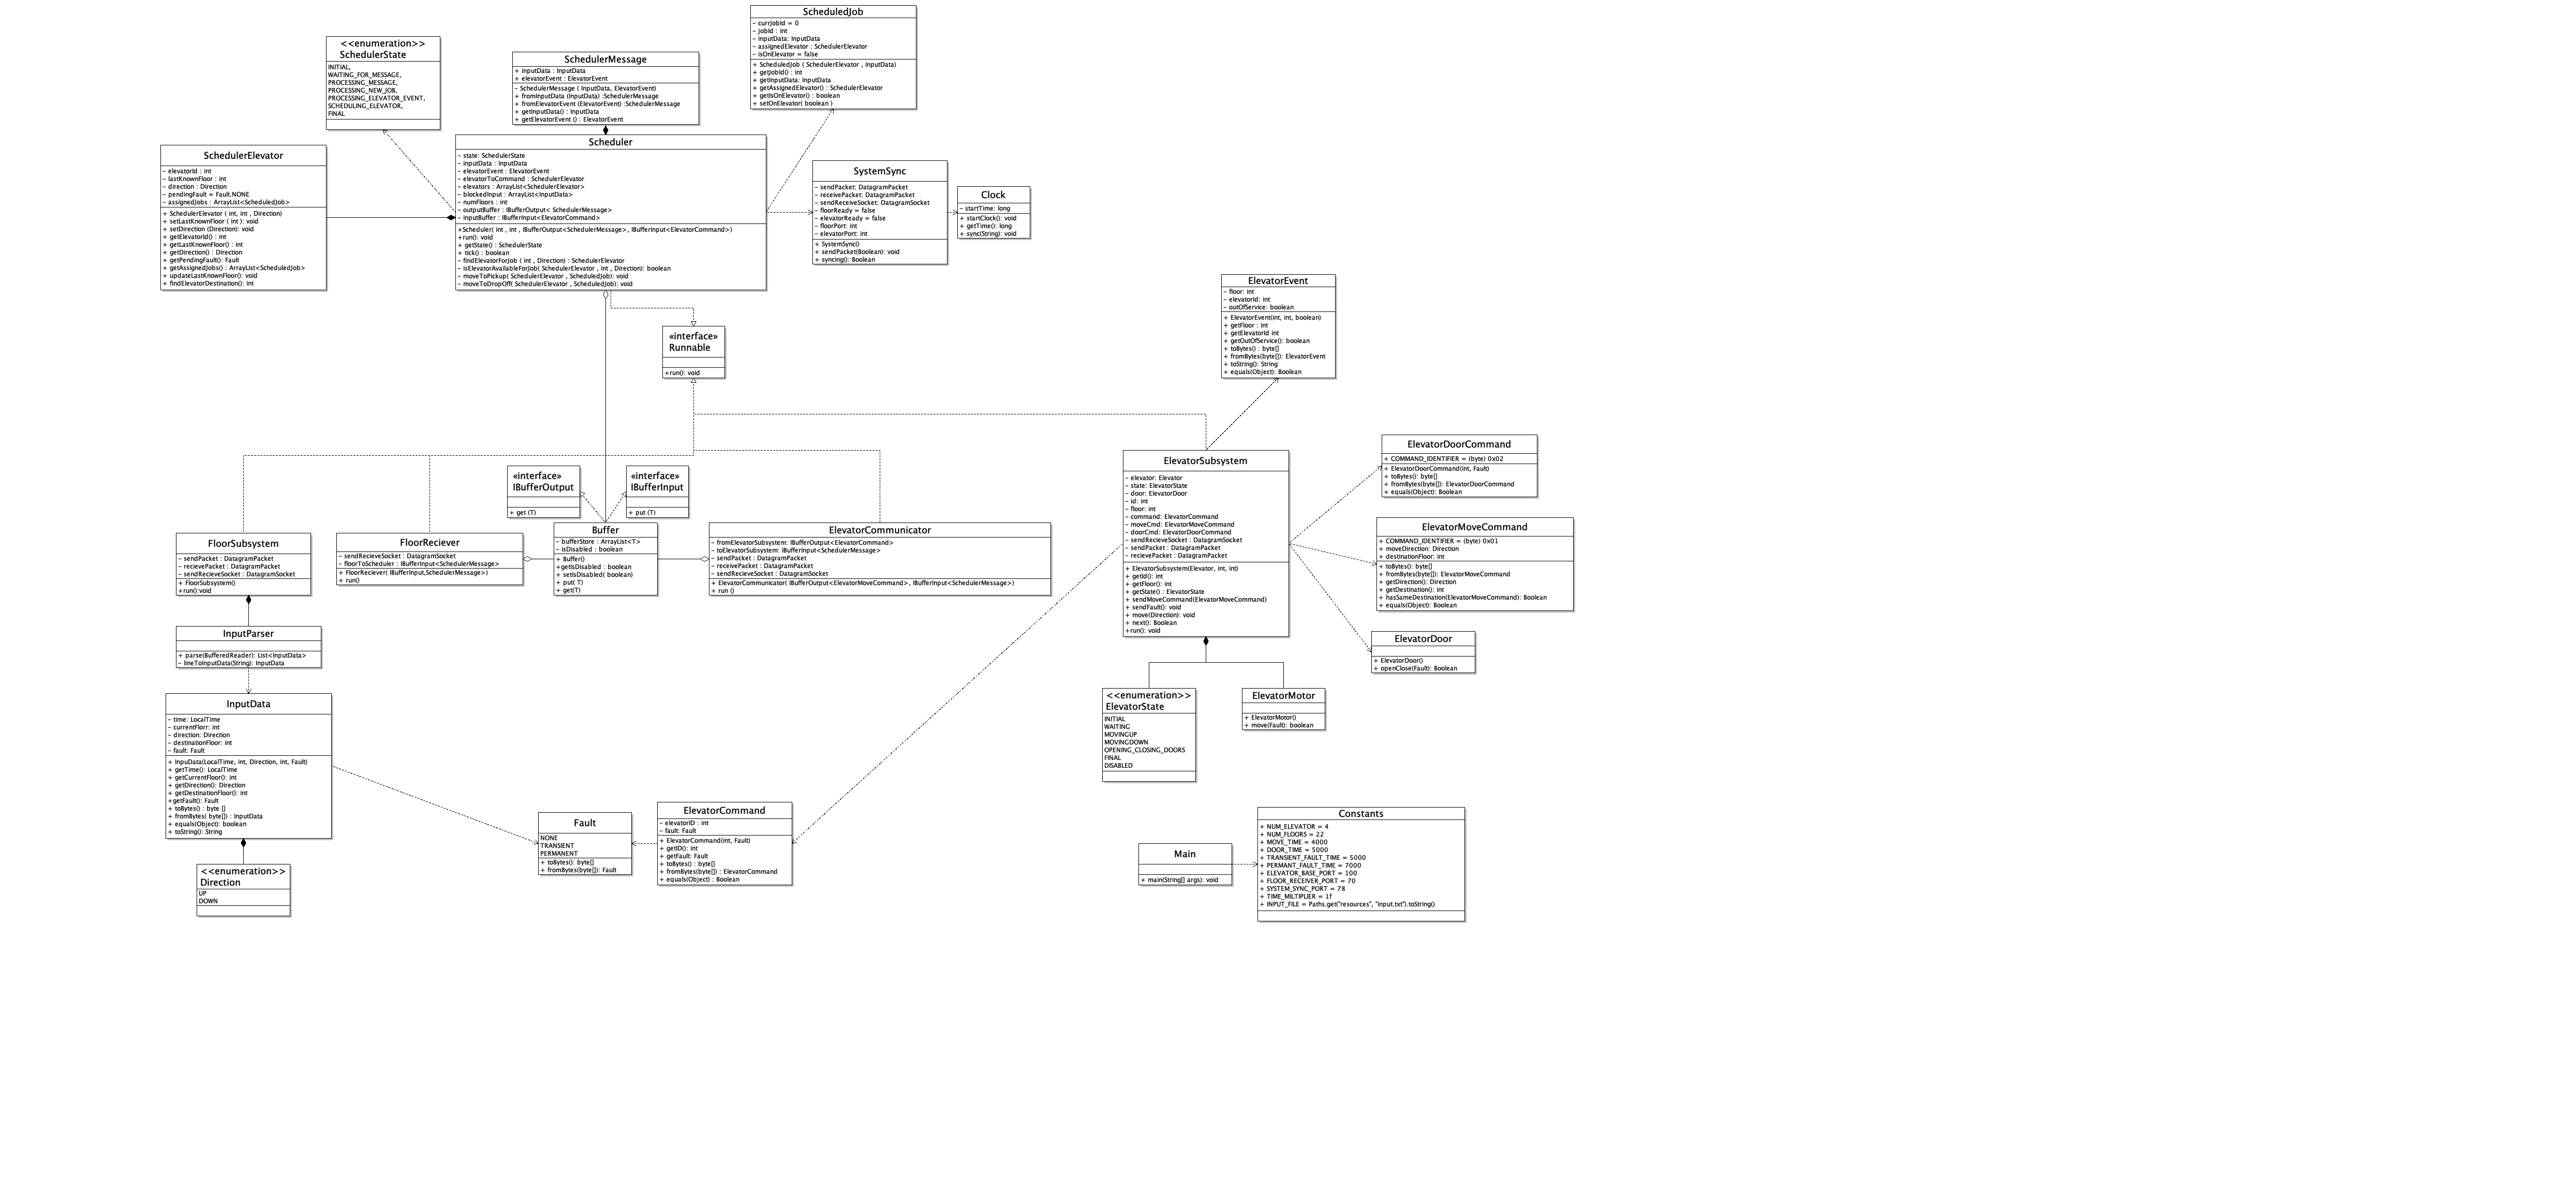 ScheduledJob
- currJobId = 0
- jobId : int
- inputData: InputData
- assignedElevator : SchedulerElevator
- isOnElevator = false
+ ScheduledJob ( SchedulerElevator , InputData)
+ getJobId() : int
+ getInputData: InputData
+ getAssignedElevator() : SchedulerElevator
+ getIsOnElevator() : boolean
+ setOnElevator( boolean )
<<enumeration>>
SchedulerState
INITIAL,
WAITING_FOR_MESSAGE,
PROCESSING_MESSAGE,
PROCESSING_NEW_JOB,
PROCESSING_ELEVATOR_EVENT,
SCHEDULING_ELEVATOR,
FINAL
SchedulerMessage
+ inputData : InputData
+ elevatorEvent : ElevatorEvent
- SchedulerMessage ( InputData, ElevatorEvent)
+ fromInputData (InputData) :SchedulerMessage
+ fromElevatorEvent (ElevatorEvent) :SchedulerMessage
+ getInputData() : InputData
+ getElevatorEvent () : ElevatorEvent
SchedulerElevator
- elevatorId : int
- lastKnownFloor : int
- direction : Direction
- pendingFault = Fault.NONE
- assignedJobs : ArrayList<ScheduledJob>
+ SchedulerElevator ( int, int , Direction)
+ setLastKnownFloor ( int ): void
+ setDirection (Direction): void
+ getElevatorId() : int
+ getLastKnownFloor() : int
+ getDirection() : Direction
+ getPendingFault(): Fault
+ getAssignedJobs() : ArrayList<ScheduledJob>
+ updateLastKnownFloor(): void
+ findElevatorDestination(): int
Scheduler
- state: SchedulerState
- inputData : InputData
- elevatorEvent : ElevatorEvent
- elevatorToCommand : SchedulerElevator
- elevators : ArrayList<SchedulerElevator>
- blockedInput : ArrayList<InputData>
- numFloors : int
- outputBuffer : IBufferOutput< SchedulerMessage>
- inputBuffer : IBufferInput<ElevatorCommand>
+Scheduler( int , int , IBufferOutput<SchedulerMessage>, IBufferInput<ElevatorCommand>)
+run(): void
+ getState() : SchedulerState
+ tick() : boolean
- findElevatorForJob ( int , Direction) : SchedulerElevator
- isElevatorAvailableForJob( SchedulerElevator , int , Direction): boolean
- moveToPickup( SchedulerElevator , ScheduledJob): void
- moveToDropOff( SchedulerElevator , ScheduledJob): void
SystemSync
- sendPacket: DatagramPacket
- receivePacket: DatagramPacket
- sendReceiveSocket: DatagramSocket
- floorReady = false
- elevatorReady = false
- floorPort: int
- elevatorPort: int
+ SystemSync()
+ sendPacket(Boolean): void
+ syncing(): Boolean
Clock
- startTime: long
+ startClock(): void
+ getTime(): long
+ sync(String): void
«interface»
Runnable
+run(): void
ElevatorEvent
- floor: int
- elevatorId: int
- outOfService: boolean
+ ElevatorEvent(int, int, boolean)
+ getFloor : int
+ getElevatorId int
+ getOutOfService(): boolean
+ toBytes() : byte[]
+ fromBytes(byte[]): ElevatorEvent
+ toString(): String
+ equals(Object): Boolean
«interface»
IBufferOutput
+ get (T)
«interface»
IBufferInput
+ put (T)
FloorSubsystem
- sendPacket : DatagramPacket
- recievePacket : DatagramPacket
- sendRecieveSocket : DatagramSocket
+ FloorSubsystem()
+run():void
FloorReciever
- sendRecieveSocket : DatagramSocket
- floorToScheduler : IBufferInput<SchedulerMessage>
+ FloorReciever( IBufferInput,SchedulerMessage>)
+ run()
Buffer
- bufferStore : ArrayList<T>
- isDisabled : boolean
+ Buffer()
+getIsDisabled : boolean
+ setIsDisabled( boolean)
+ put( T)
+ get(T)
ElevatorCommunicator
- fromElevatorSubsystem: IBufferOutput<ElevatorCommand>
- toElevatorSubsystem: IBufferInput<SchedulerMessage>
- sendPacket : DatagramPacket
- receivePacket : DatagramPacket
- sendRecieveSocket : DatagramSocket
+ ElevatorCommunicator( IBufferOutput<ElevatorMoveCommand>, IBufferInput<SchedulerMessage>)
+ run ()
ElevatorSubsystem
- elevator: Elevator
- state: ElevatorState
- door: ElevatorDoor
- id: int
- floor: int
- command: ElevatorCommand
- moveCmd: ElevatorMoveCommand
- doorCmd: ElevatorDoorCommand
- sendRecieveSocket : DatagramSocket
- sendPacket : DatagramPacket
- recievePacket : DatagramPacket
+ ElevatorSubsystem(Elevator, int, int)
+ getId(): int
+ getFloor(): int
+ getState() : ElevatorState
+ sendMoveCommand(ElevatorMoveCommand)
+ sendFault(): void
+ move(Direction): void
+ next(): Boolean
+run(): void
ElevatorDoorCommand
+ COMMAND_IDENTIFIER = (byte) 0x02
+ ElevatorDoorCommand(int, Fault)
+ toBytes(): byte[]
+ fromBytes(byte[]): ElevatorDoorCommand
+ equals(Object): Boolean
ElevatorMoveCommand
+ COMMAND_IDENTIFIER = (byte) 0x01
+ moveDirection: Direction
+ destinationFloor: int
+ toBytes(): byte[]
+ fromBytes(byte[]): ElevatorMoveCommand
+ getDirection(): Direction
+ getDestination(): int
+ hasSameDestination(ElevatorMoveCommand): Boolean
+ equals(Object): Boolean
ElevatorDoor
+ ElevatorDoor()
+ openClose(Fault): Boolean
InputParser
+ parse(BufferedReader): List<InputData>
- lineToInputData(String): InputData
<<enumeration>>
ElevatorState
INITIAL
WAITING
MOVINGUP
MOVINGDOWN
OPENING_CLOSING_DOORS
FINAL
DISABLED
ElevatorMotor
+ ElevatorMotor()
+ move(Fault): boolean
InputData
- time: LocalTime
- currentFlorr: int
- direction: Direction
- destinationFloor: int
- fault: Fault
+ InpuData(LocalTime, int, Direction, int, Fault)
+ getTime(): LocalTime
+ getCurrentFloor(): int
+ getDirection(): Direction
+ getDestinationFloor(): int
+getFault(): Fault
+ toBytes() : byte []
+ fromBytes( byte[]) : InputData
+ equals(Object): boolean
+ toString(): String
<<enumeration>>
Direction
UP
DOWN
Fault
NONE
TRANSIENT
PERMANENT
+ toBytes(): byte[]
+ fromBytes(byte[]): Fault
ElevatorCommand
- elevatorID : int
- fault: Fault
+ ElevatorCommand(int, Fault)
+ getID(): int
+ getFault: Fault
+ toBytes() : byte[]
+ fromBytes(byte[]) : ElevatorCommand
+ equals(Object) : Boolean
Main
+ main(String[] args): void
Constants
+ NUM_ELEVATOR = 4
+ NUM_FLOORS = 22
+ MOVE_TIME = 4000
+ DOOR_TIME = 5000
+ TRANSIENT_FAULT_TIME = 5000
+ PERMANT_FAULT_TIME = 7000
+ ELEVATOR_BASE_PORT = 100
+ FLOOR_RECEIVER_PORT = 70
+ SYSTEM_SYNC_PORT = 78
+ TIME_MILTIPLIER = 1f
+ INPUT_FILE = Paths.get("resources", "input.txt").toString()